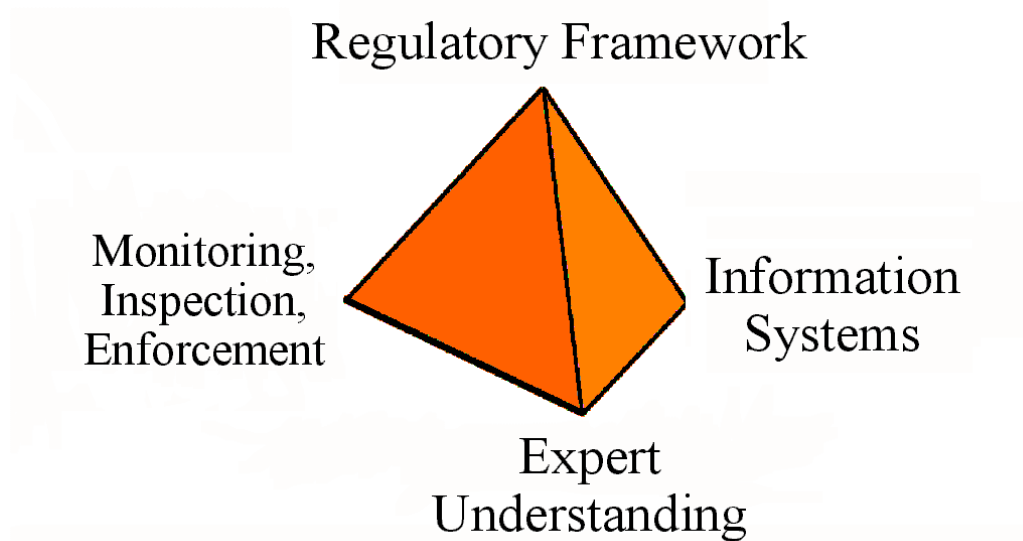 Regulatory Framework
Monitoring,
Inspection,
Enforcement
Information
Systems
Expert
Understanding